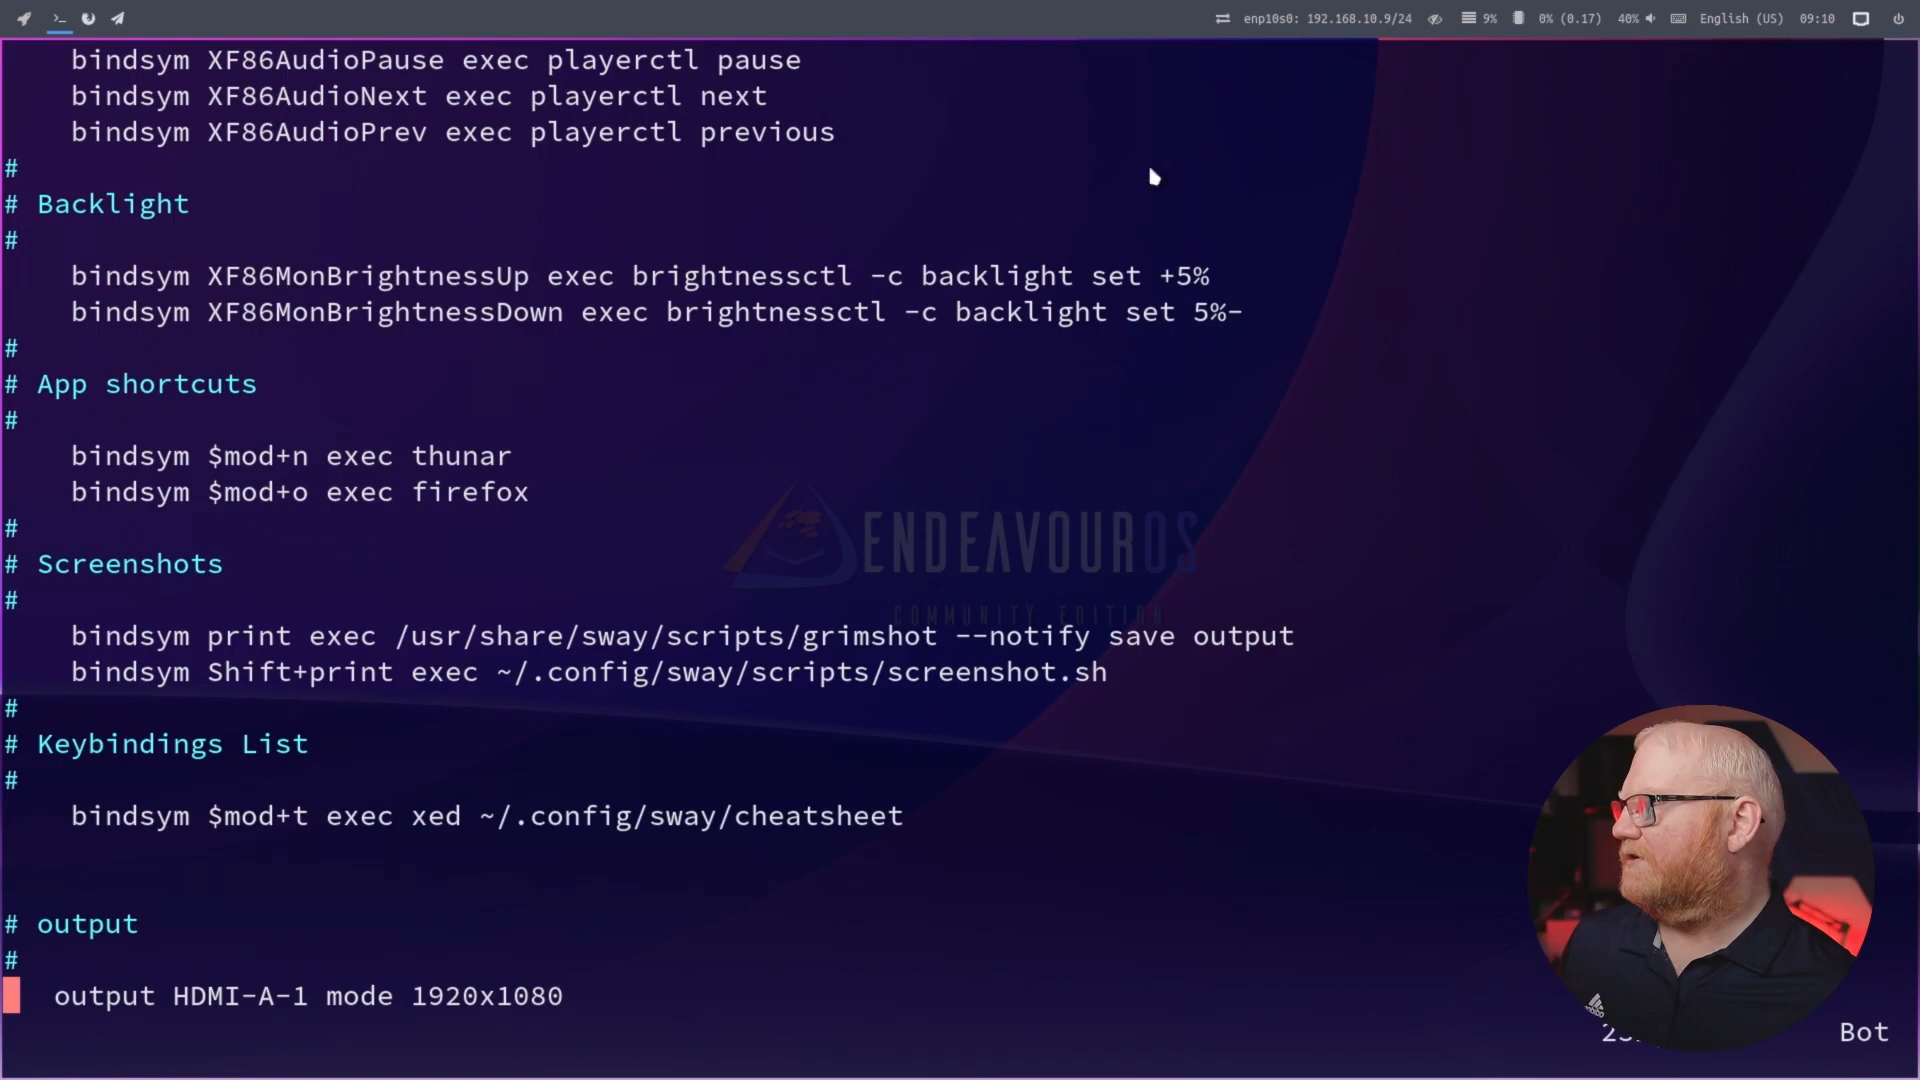 enp10s0: 192.168.10.9/24 9% 0% (0.17) 40% English (US) 09:10
bindsym XF86AudioPause exec playerctl pause
bindsym XF86AudioNext exec playerctl next
bindsym XF86AudioPrev exec playerctl previous
#
# Backlight
#
bindsym XF86MonBrightnessUp exec brightnessctl -c backlight set +5%
bindsym XF86MonBrightnessDown exec brightnessctl -c backlight set 5%-
#
# App shortcuts
#
bindsym $mod+n exec thunar
bindsym $mod+o exec firefox
#
# Screenshots
#
ENDEAVOUROS
COMMUNITY EDITION
bindsym print exec /usr/share/sway/scripts/grimshot --notify save output
bindsym Shift+print exec ~/.config/sway/scripts/screenshot.sh
#
# Keybindings List
#
bindsym $mod+t exec xed ~/.config/sway/cheatsheet
# output
#
output HDMI-A-1 mode 1920x1080
Bot